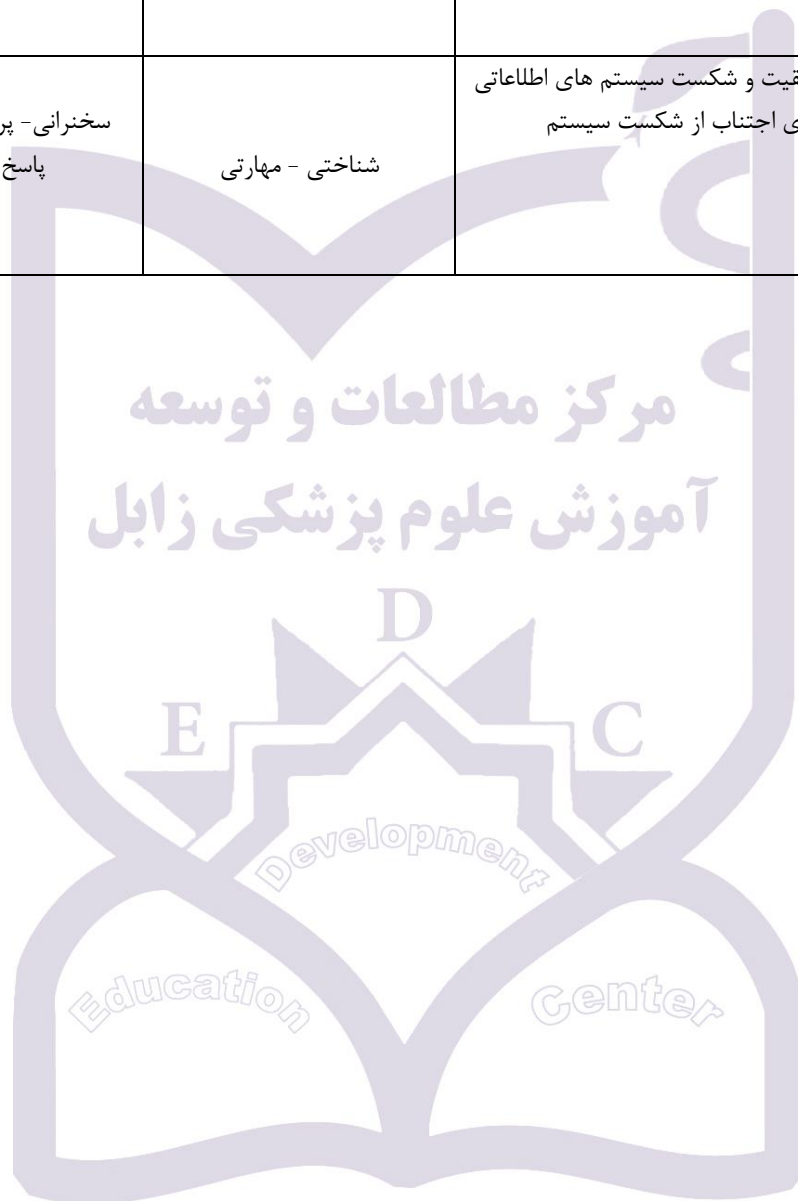 قیت و شکست سیستم های اطلاعاتی
ی اجتناب از شکست سیستم
شناختی - مهارتی
سخنرانی- پر
پاسخ
مرکز مطالعات و توسعه
آموزش علوم پزشکی زابل
D
E C
Development
Education Center